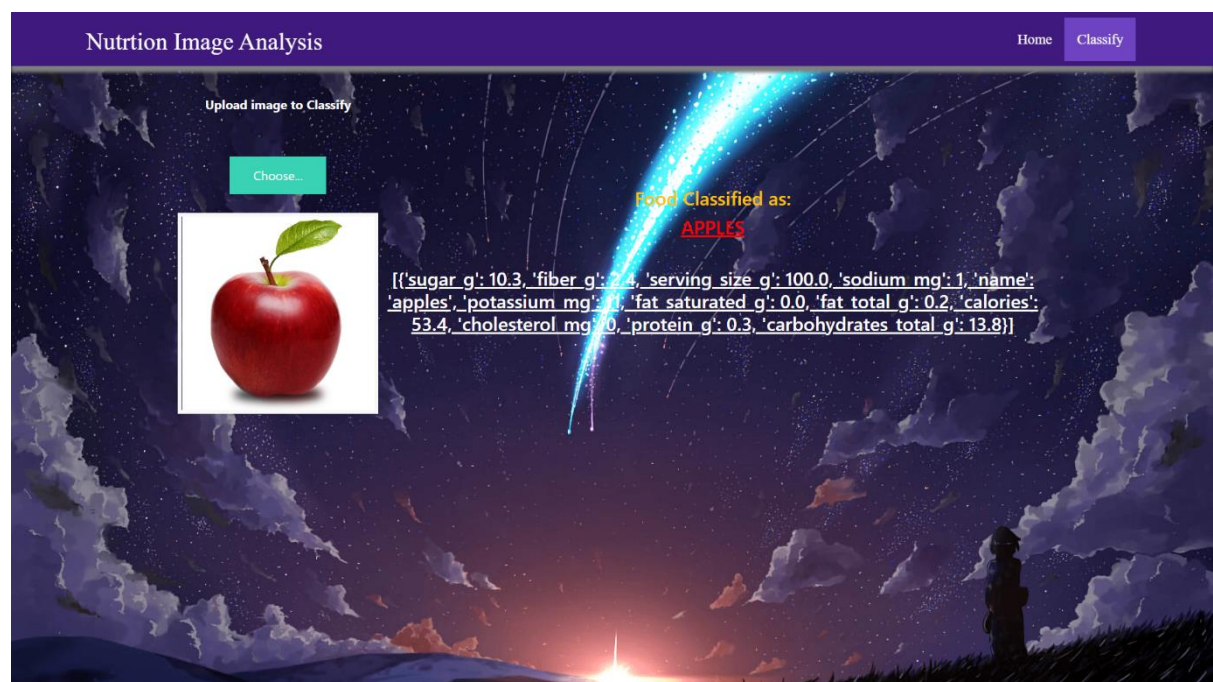 Nutrtion Image Analysis
Home
Classify
Upload image to Classify
Choose...
Food Classified as:
APPLES
[{'sugar_g': 10.3, 'fiber_g': 2.4, 'serving_size_g': 100.0, 'sodium_mg': 1, 'name':
'apples', 'potassium_mg': 'fat_saturated_g': 0.0, 'fat_total_g': 0.2, 'calories':
53.4, 'cholesterol_mg': 0, 'protein_g': 0.3, 'carbohydrates_total_g': 13.8}]